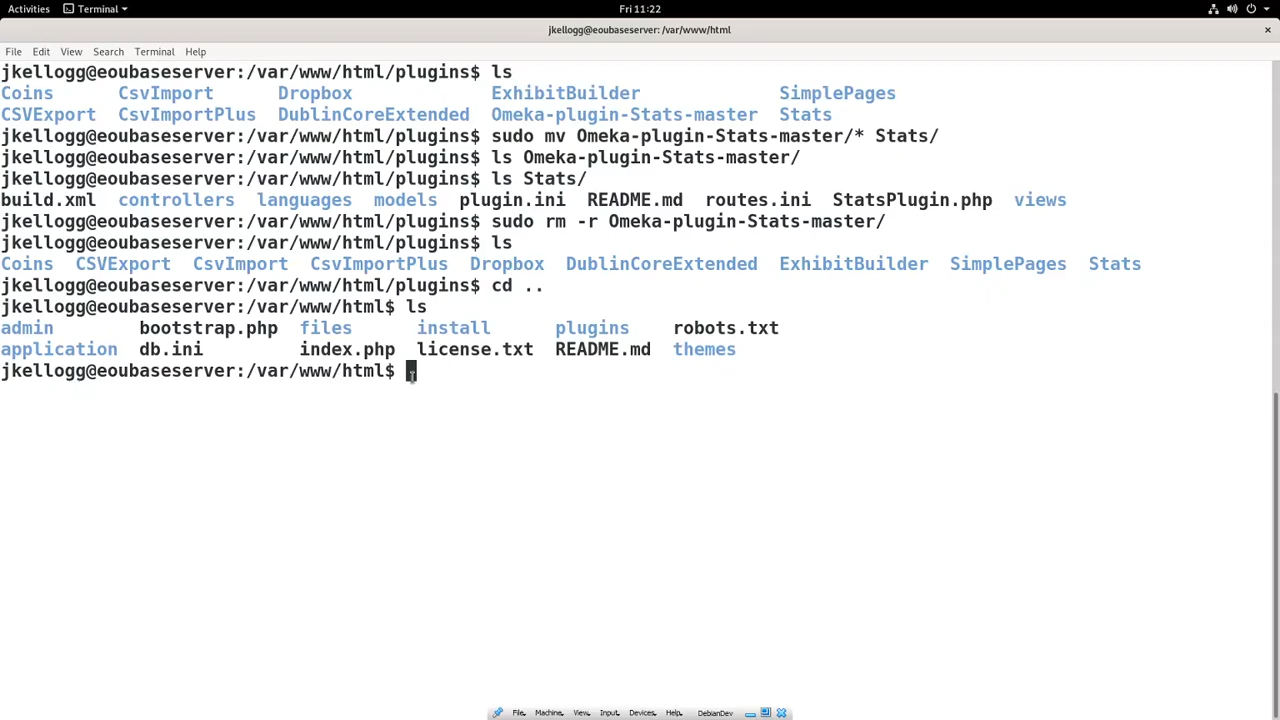 Activities Terminal Fri 11:22
jkellogg@eoubaseserver: /var/www/html
File Edit View Search Terminal Help
jkellogg@eoubaseserver:/var/www/html/plugins$ ls
Coins CsvImport Dropbox ExhibitBuilder SimplePages
CSVExport CsvImportPlus DublinCoreExtended Omeka-plugin-Stats-master Stats
jkellogg@eoubaseserver:/var/www/html/plugins$ sudo mv Omeka-plugin-Stats-master/* Stats/
jkellogg@eoubaseserver:/var/www/html/plugins$ ls Omeka-plugin-Stats-master/
jkellogg@eoubaseserver:/var/www/html/plugins$ ls Stats/
build.xml controllers languages models plugin.ini README.md routes.ini StatsPlugin.php views
jkellogg@eoubaseserver:/var/www/html/plugins$ sudo rm -r Omeka-plugin-Stats-master/
jkellogg@eoubaseserver:/var/www/html/plugins$ ls
Coins CSVExport CsvImport CsvImportPlus Dropbox DublinCoreExtended ExhibitBuilder SimplePages Stats
jkellogg@eoubaseserver:/var/www/html/plugins$ cd ..
jkellogg@eoubaseserver:/var/www/html$ ls
admin bootstrap.php files install plugins robots.txt
application db.ini index.php license.txt README.md themes
jkellogg@eoubaseserver:/var/www/html$
File Machine View Input Devices Help DebianDev